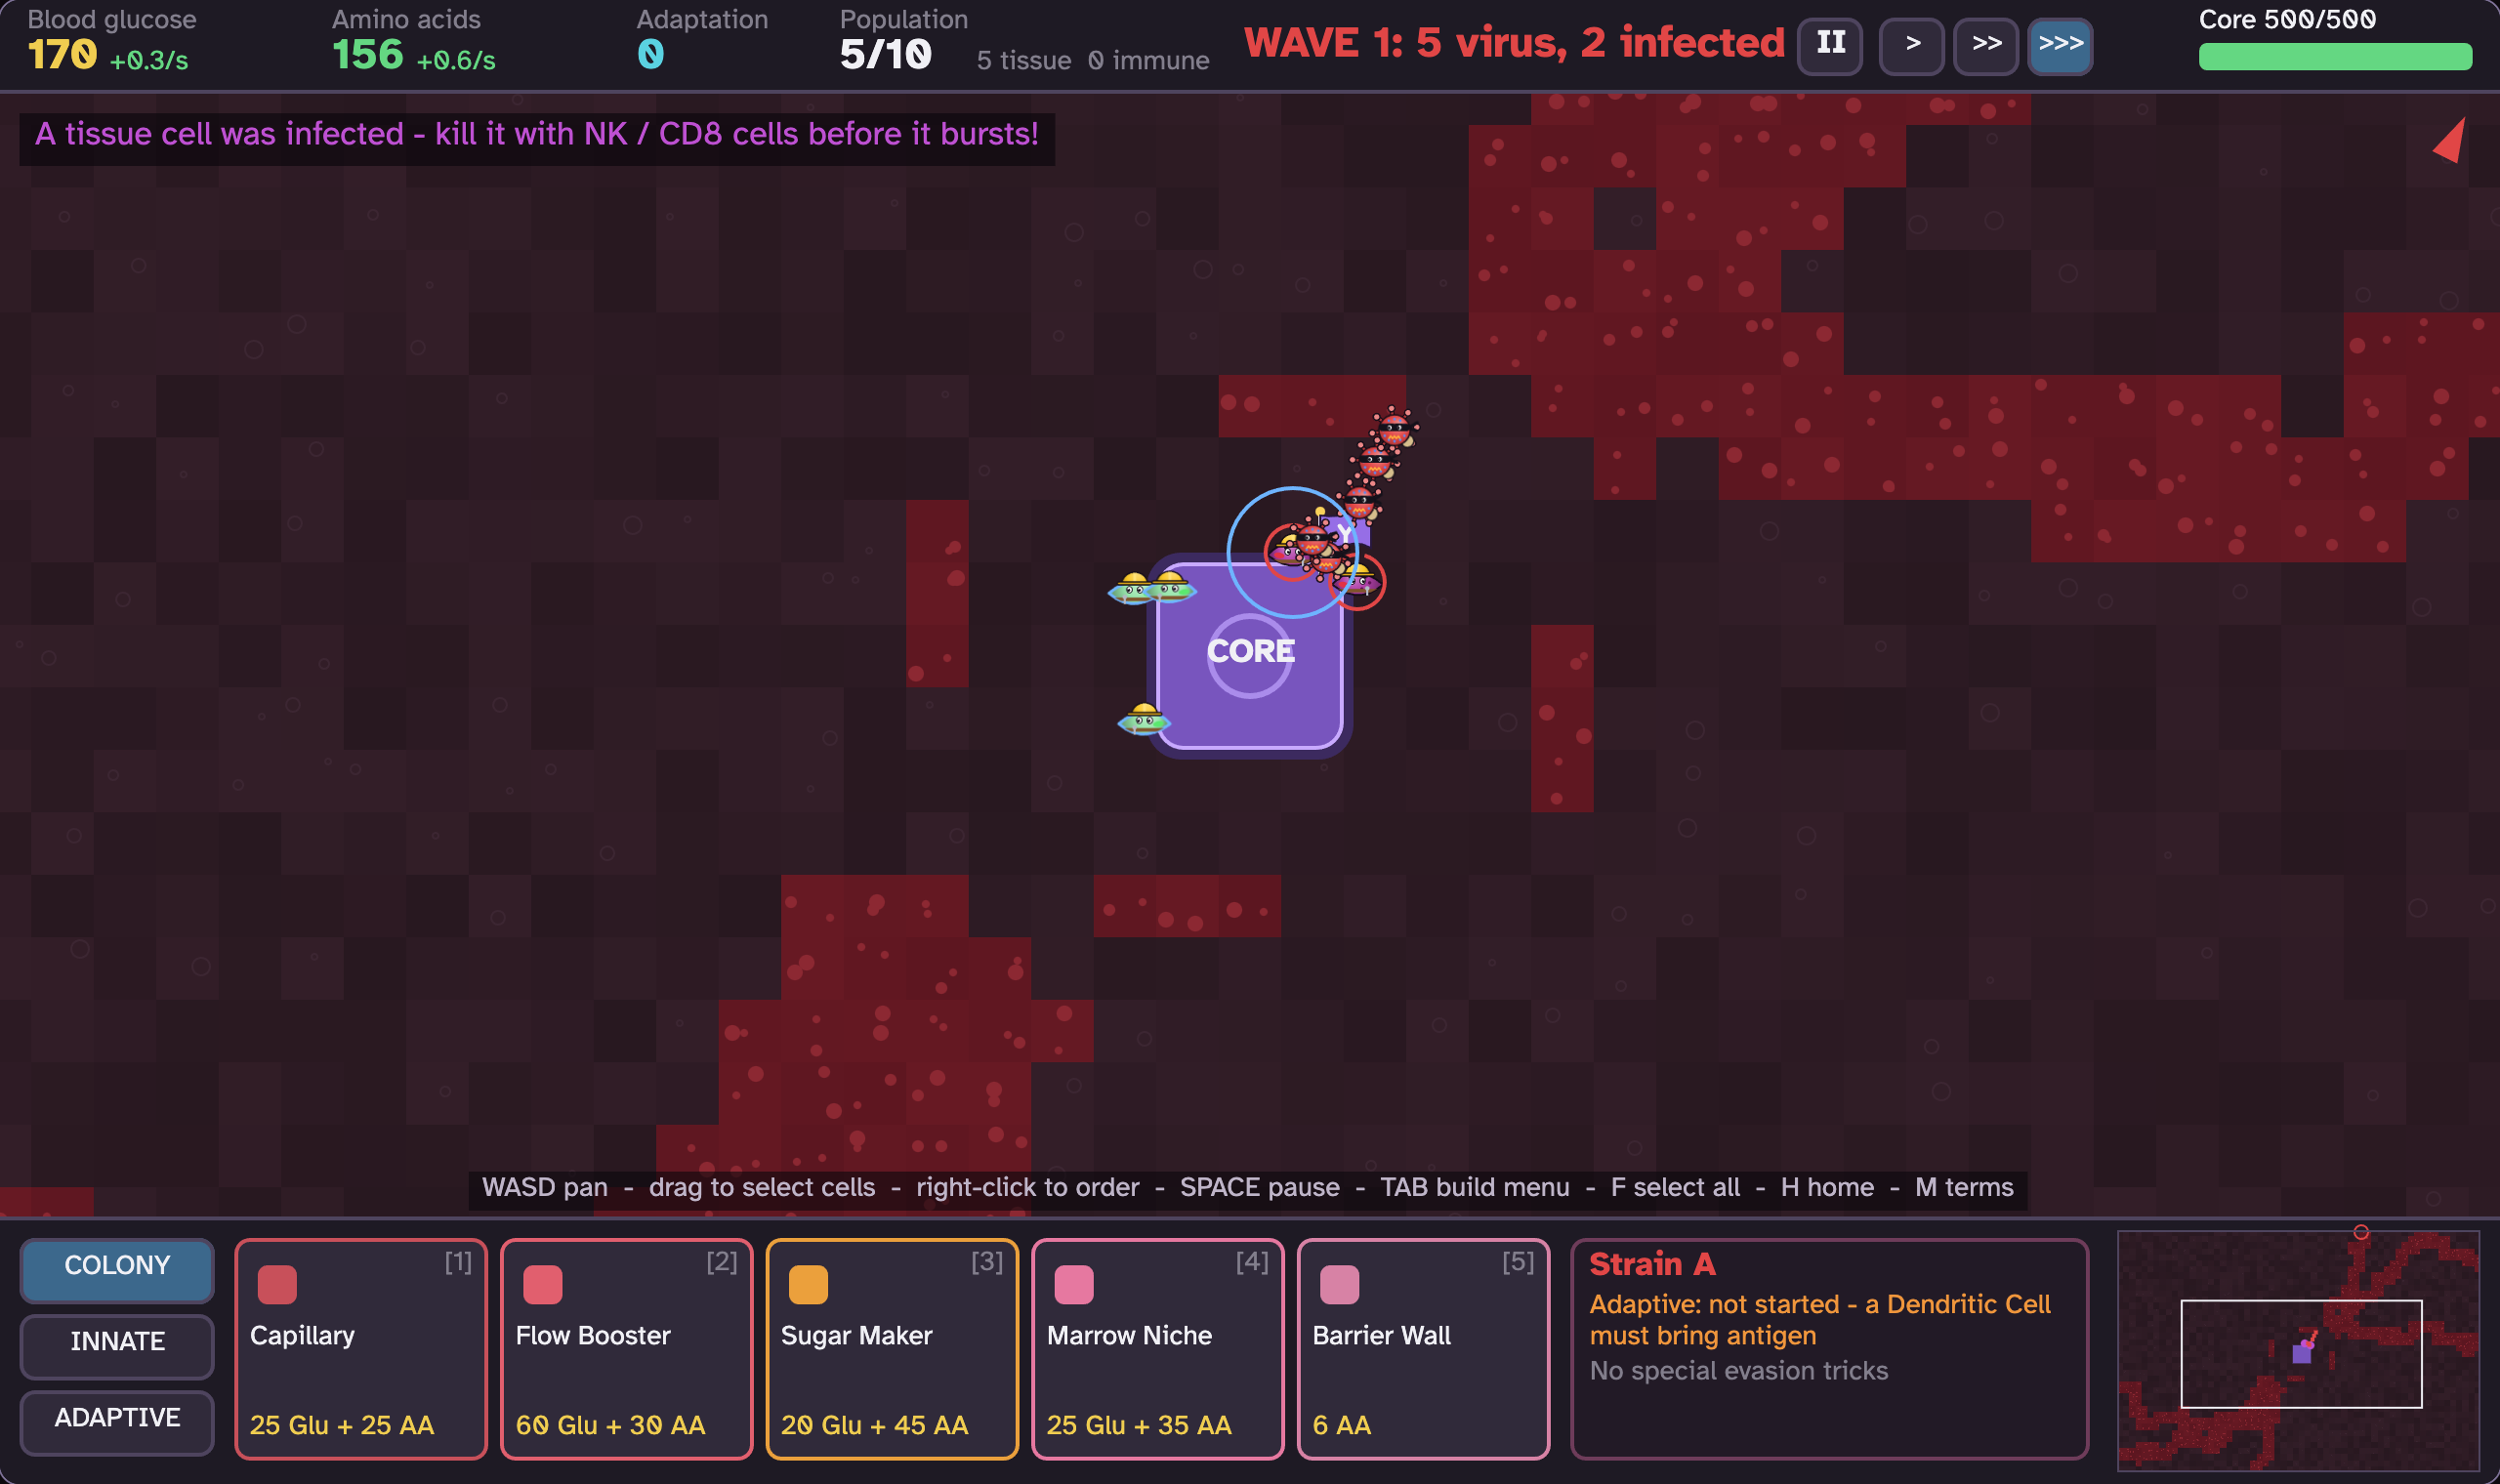 Blood glucose
170 +0.3/s
Amino acids
156 +0.6/s
Adaptation
0
Population
5/10
5 tissue 0 immune
WAVE 1: 5 virus, 2 infected
II
>
>>
>>>
Core 500/500
A tissue cell was infected - kill it with NK / CD8 cells before it bursts!
Y
CORE
WASD pan - drag to select cells - right-click to order - SPACE pause - TAB build menu - F select all - H home - M terms
COLONY
INNATE
ADAPTIVE
[1]
Capillary
25 Glu + 25 AA
[2]
Flow Booster
60 Glu + 30 AA
[3]
Sugar Maker
20 Glu + 45 AA
[4]
Marrow Niche
25 Glu + 35 AA
[5]
Barrier Wall
6 AA
Strain A
Adaptive: not started - a Dendritic Cell
must bring antigen
No special evasion tricks